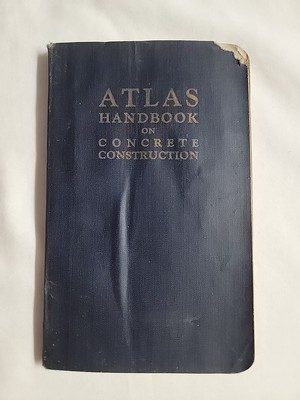 ATLAS
HANDBOOK
ON
CONCRETE
CONSTRUCTION